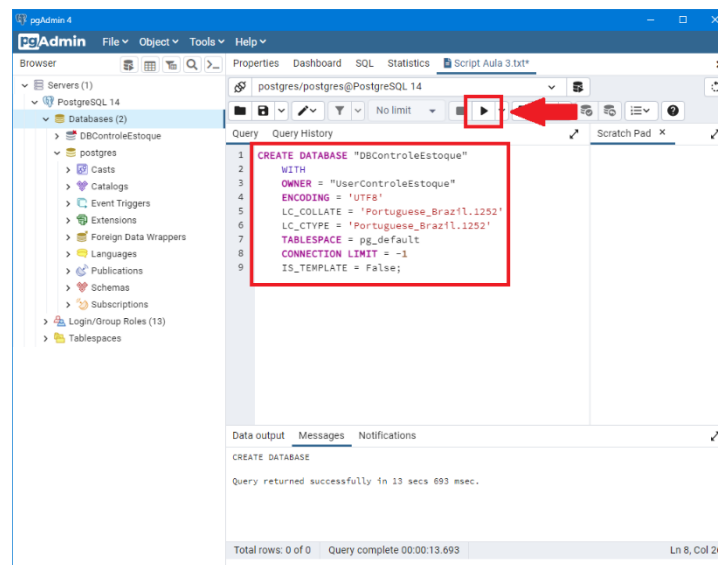 pgAdmin 4
pgAdmin File Object Tools Help
Browser
Properties Dashboard SQL Statistics Script Aula 3.txt*
Servers (1)
PostgreSQL 14
Databases (2)
DBControleEstoque
postgres
Casts
Catalogs
Event Triggers
Extensions
Foreign Data Wrappers
Languages
Publications
Schemas
Subscriptions
Login/Group Roles (13)
Tablespaces
postgres/postgres@PostgreSQL 14
No limit
Query Query History
Scratch Pad
1 CREATE DATABASE "DBControleEstoque"
2 WITH
3 OWNER = "UserControleEstoque"
4 ENCODING = 'UTF8'
5 LC_COLLATE = 'Portuguese_Brazil.1252'
6 LC_CTYPE = 'Portuguese_Brazil.1252'
7 TABLESPACE = pg_default
8 CONNECTION LIMIT = -1
9 IS_TEMPLATE = False;
Data output Messages Notifications
CREATE DATABASE
Query returned successfully in 13 secs 693 msec.
Total rows: 0 of 0 Query complete 00:00:13.693 Ln 8, Col